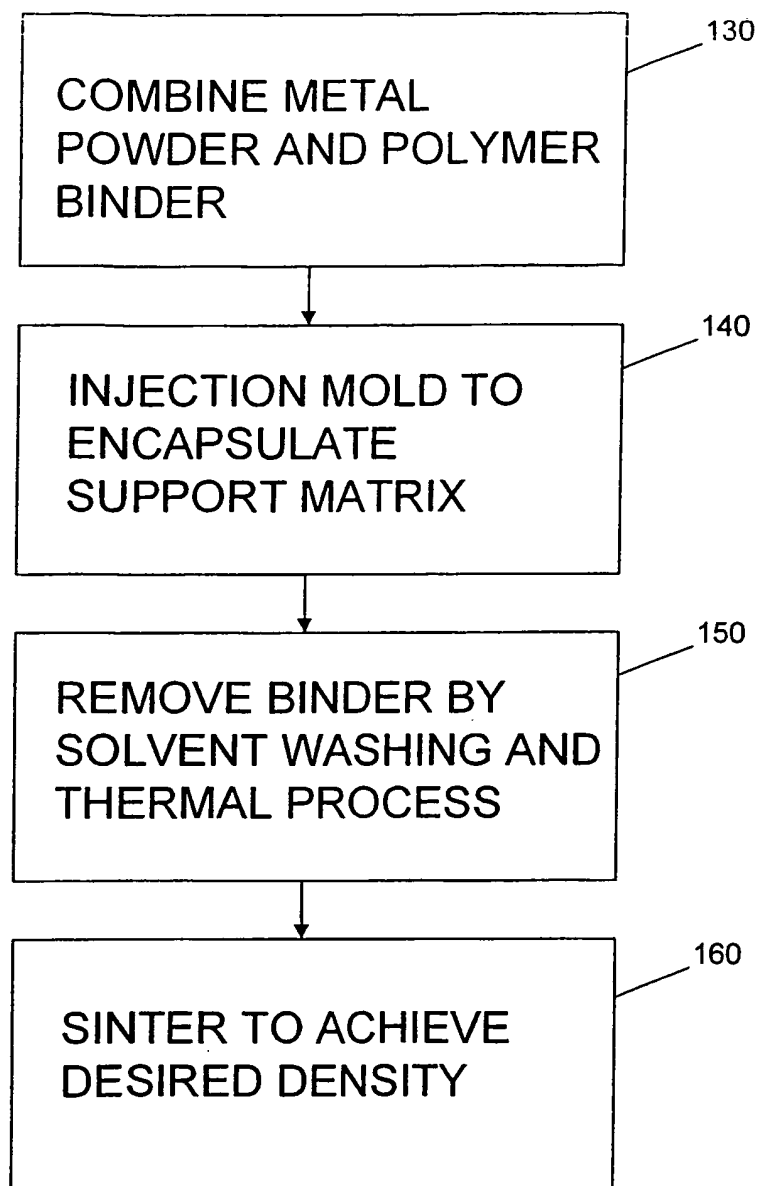 130
COMBINE METAL
POWDER AND POLYMER
BINDER
140
INJECTION MOLD TO
ENCAPSULATE
SUPPORT MATRIX
150
REMOVE BINDER BY
SOLVENT WASHING AND
THERMAL PROCESS
160
SINTER TO ACHIEVE
DESIRED DENSITY